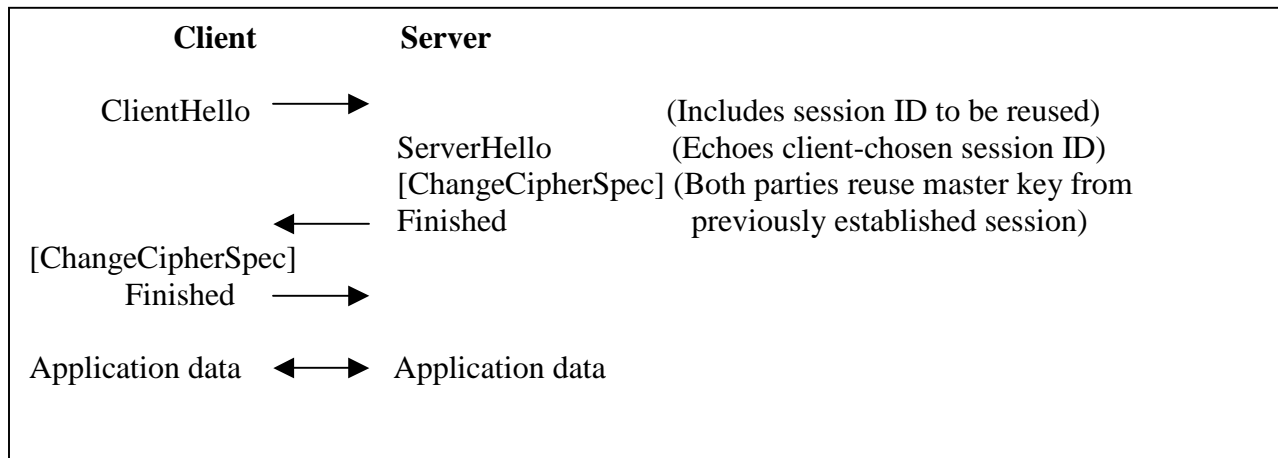 Client Server
ClientHello (Includes session ID to be reused)
ServerHello (Echoes client-chosen session ID)
[ChangeCipherSpec] (Both parties reuse master key from
Finished previously established session)
[ChangeCipherSpec]
Finished
Application data Application data